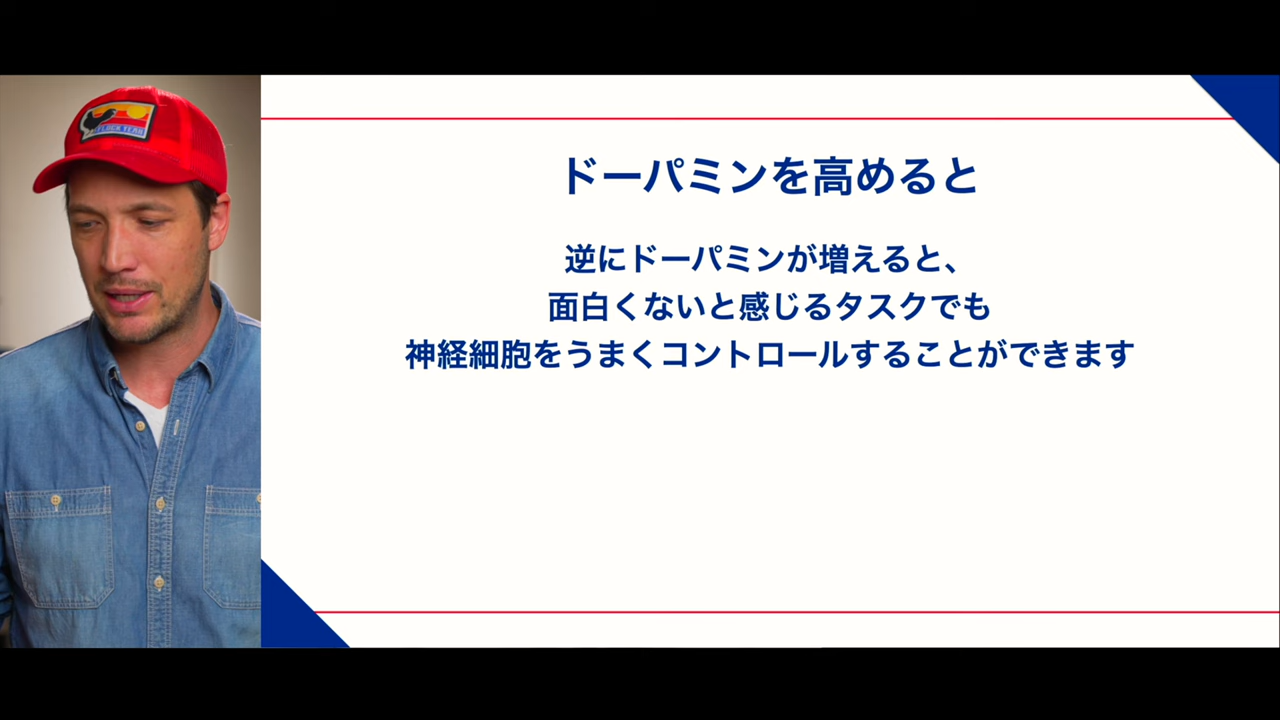 FLOCK YEAH
ドーパミンを高めると
逆にドーパミンが増えると、
面白くないと感じるタスクでも
神経細胞をうまくコントロールすることができます